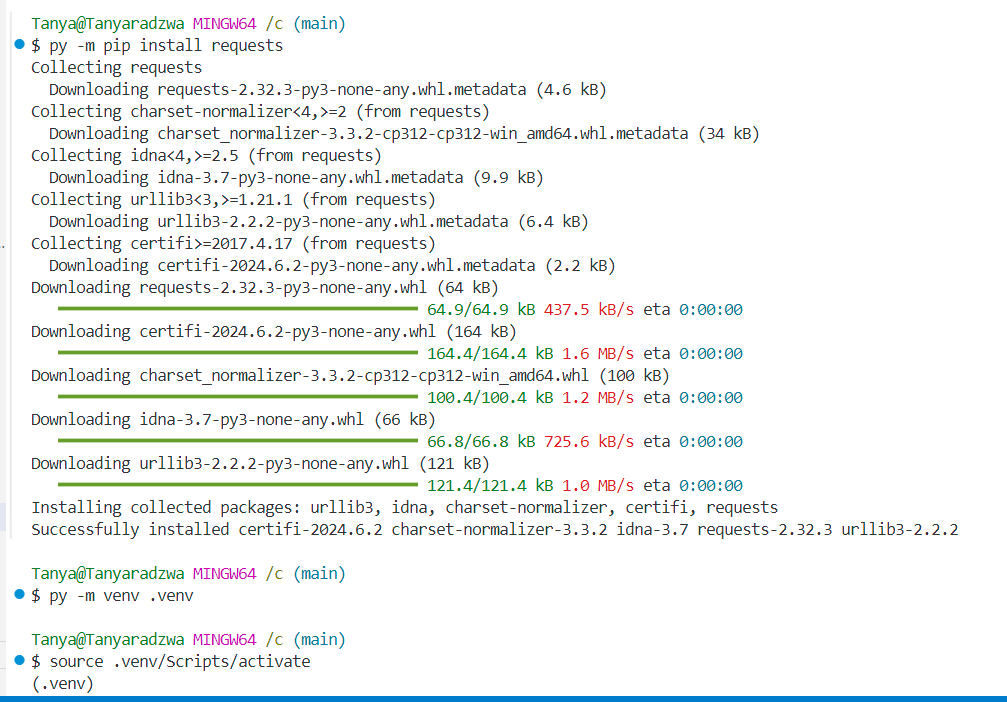 Tanya@Tanyaradzwa MINGW64 /c (main)
$ py -m pip install requests
Collecting requests
  Downloading requests-2.32.3-py3-none-any.whl.metadata (4.6 kB)
Collecting charset-normalizer<4,>=2 (from requests)
  Downloading charset_normalizer-3.3.2-cp312-cp312-win_amd64.whl.metadata (34 kB)
Collecting idna<4,>=2.5 (from requests)
  Downloading idna-3.7-py3-none-any.whl.metadata (9.9 kB)
Collecting urllib3<3,>=1.21.1 (from requests)
  Downloading urllib3-2.2.2-py3-none-any.whl.metadata (6.4 kB)
Collecting certifi>=2017.4.17 (from requests)
  Downloading certifi-2024.6.2-py3-none-any.whl.metadata (2.2 kB)
Downloading requests-2.32.3-py3-none-any.whl (64 kB)
64.9/64.9 kB 437.5 kB/s eta 0:00:00
Downloading certifi-2024.6.2-py3-none-any.whl (164 kB)
164.4/164.4 kB 1.6 MB/s eta 0:00:00
Downloading charset_normalizer-3.3.2-cp312-cp312-win_amd64.whl (100 kB)
100.4/100.4 kB 1.2 MB/s eta 0:00:00
Downloading idna-3.7-py3-none-any.whl (66 kB)
66.8/66.8 kB 725.6 kB/s eta 0:00:00
Downloading urllib3-2.2.2-py3-none-any.whl (121 kB)
121.4/121.4 kB 1.0 MB/s eta 0:00:00
Installing collected packages: urllib3, idna, charset-normalizer, certifi, requests
Successfully installed certifi-2024.6.2 charset-normalizer-3.3.2 idna-3.7 requests-2.32.3 urllib3-2.2.2
Tanya@Tanyaradzwa MINGW64 /c (main)
$ py -m venv .venv
Tanya@Tanyaradzwa MINGW64 /c (main)
$ source .venv/Scripts/activate
(.venv)